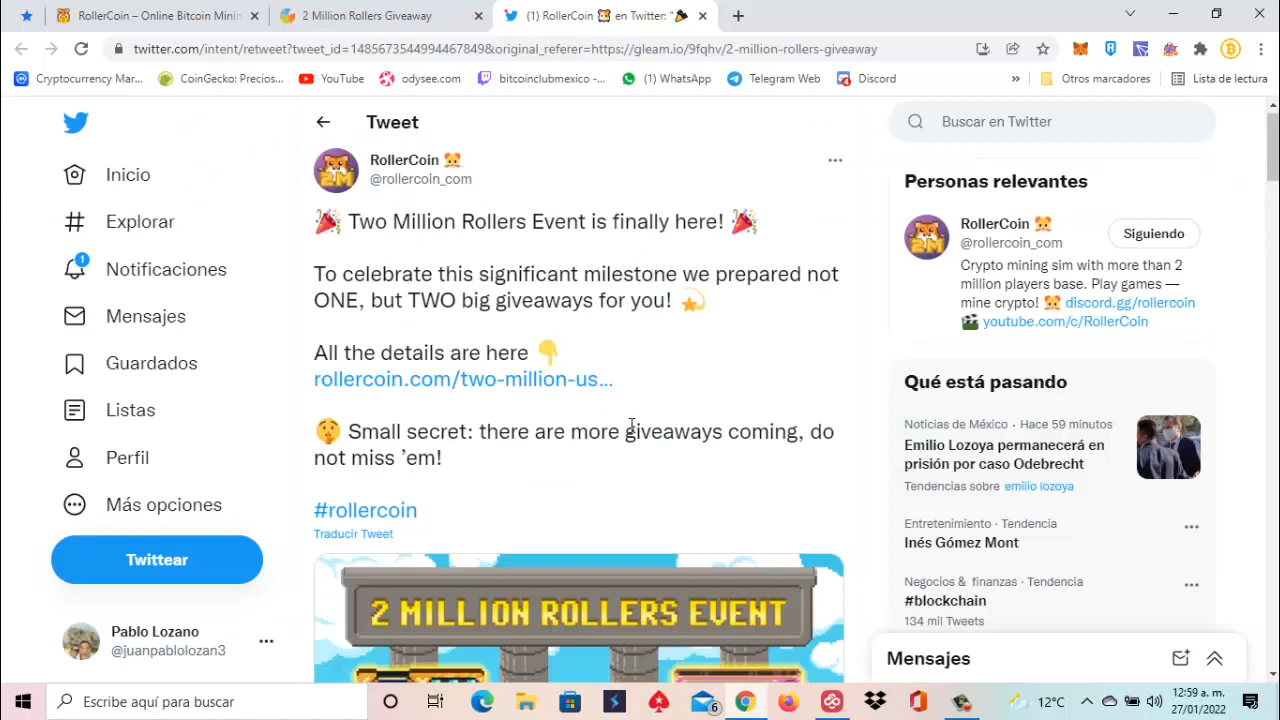 RollerCoin – Online Bitcoin Mini
2 Million Rollers Giveaway
(1) RollerCoin 🐹 en Twitter: "🎉
twitter.com/intent/retweet?tweet_id=1485673544994467849&original_referer=https://gleam.io/9fqhv/2-million-rollers-giveaway
Cryptocurrency Mar...
CoinGecko: Precios...
YouTube
odysee.com
bitcoinclubmexico -...
(1) WhatsApp
Telegram Web
Discord
»
Otros marcadores
Lista de lectura
Inicio
Explorar
1
Notificaciones
Mensajes
Guardados
Listas
Perfil
Más opciones
Twittear
Pablo Lozano
@juanpablolozan3
Tweet
RollerCoin 🐹
@rollercoin_com
🎉 Two Million Rollers Event is finally here! 🎉
To celebrate this significant milestone we prepared not
ONE, but TWO big giveaways for you! 💫
All the details are here 👇
rollercoin.com/two-million-us...
🤫 Small secret: there are more giveaways coming, do
not miss ’em!
#rollercoin
Traducir Tweet
2 MILLION ROLLERS EVENT
Buscar en Twitter
Personas relevantes
RollerCoin 🐹
@rollercoin_com
Siguiendo
Crypto mining sim with more than 2
million players base. Play games —
mine crypto! 🐹 discord.gg/rollercoin
🎬 youtube.com/c/RollerCoin
Qué está pasando
Noticias de México · Hace 59 minutos
Emilio Lozoya permanecerá en
prisión por caso Odebrecht
Tendencias sobre emilio lozoya
Entretenimiento · Tendencia
Inés Gómez Mont
Negocios & finanzas · Tendencia
#blockchain
134 mil Tweets
Mensajes
Escribe aquí para buscar
6
12°C
12:59 a. m.
27/01/2022